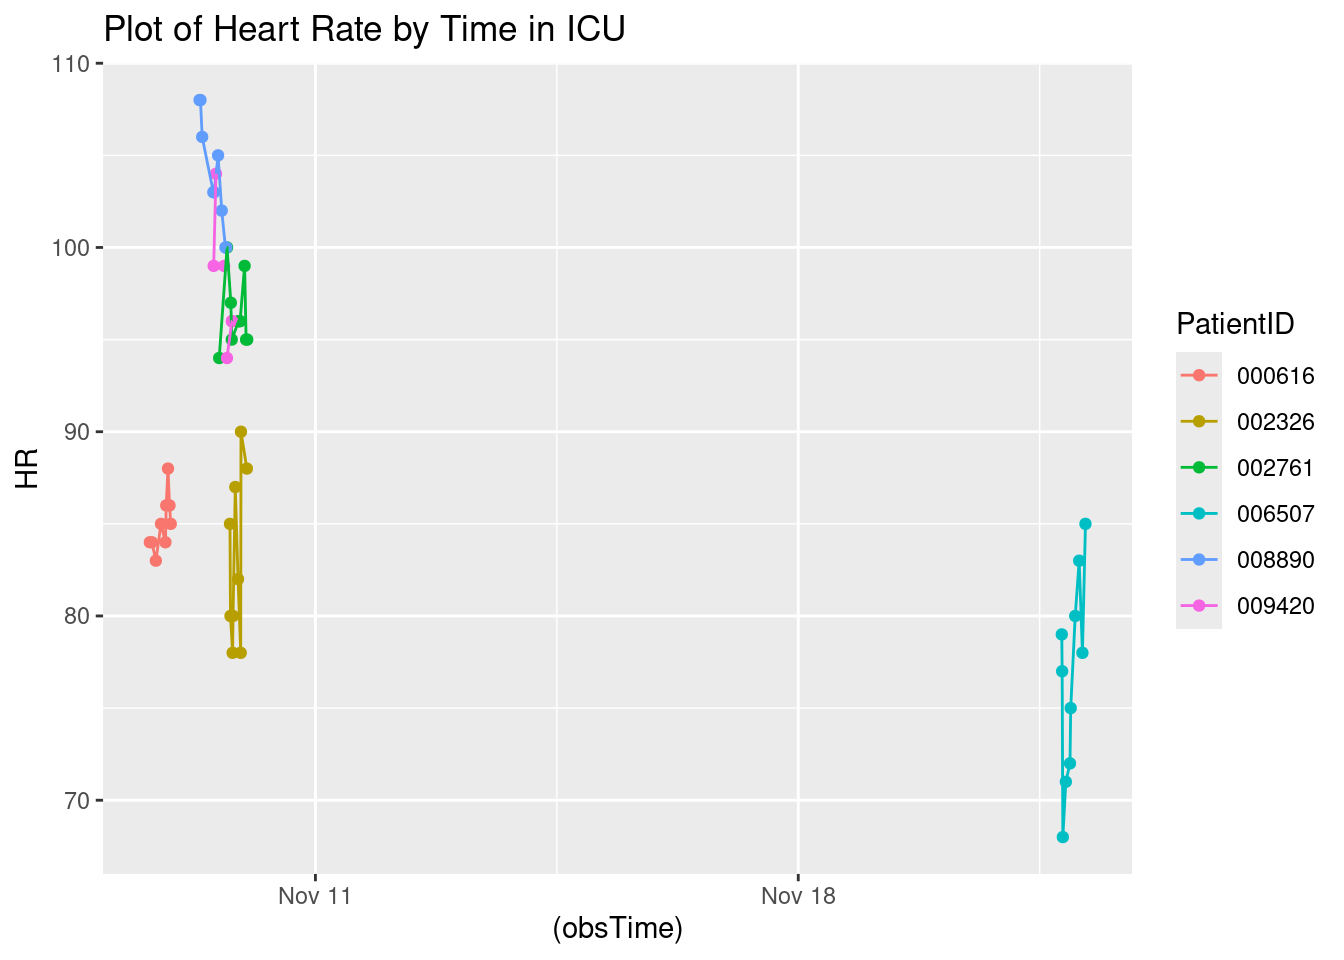 Plot of Heart Rate by Time in ICU
110
100
90
80
70
HR
Nov 11
Nov 18
(obsTime)
PatientID
000616
002326
002761
006507
008890
009420